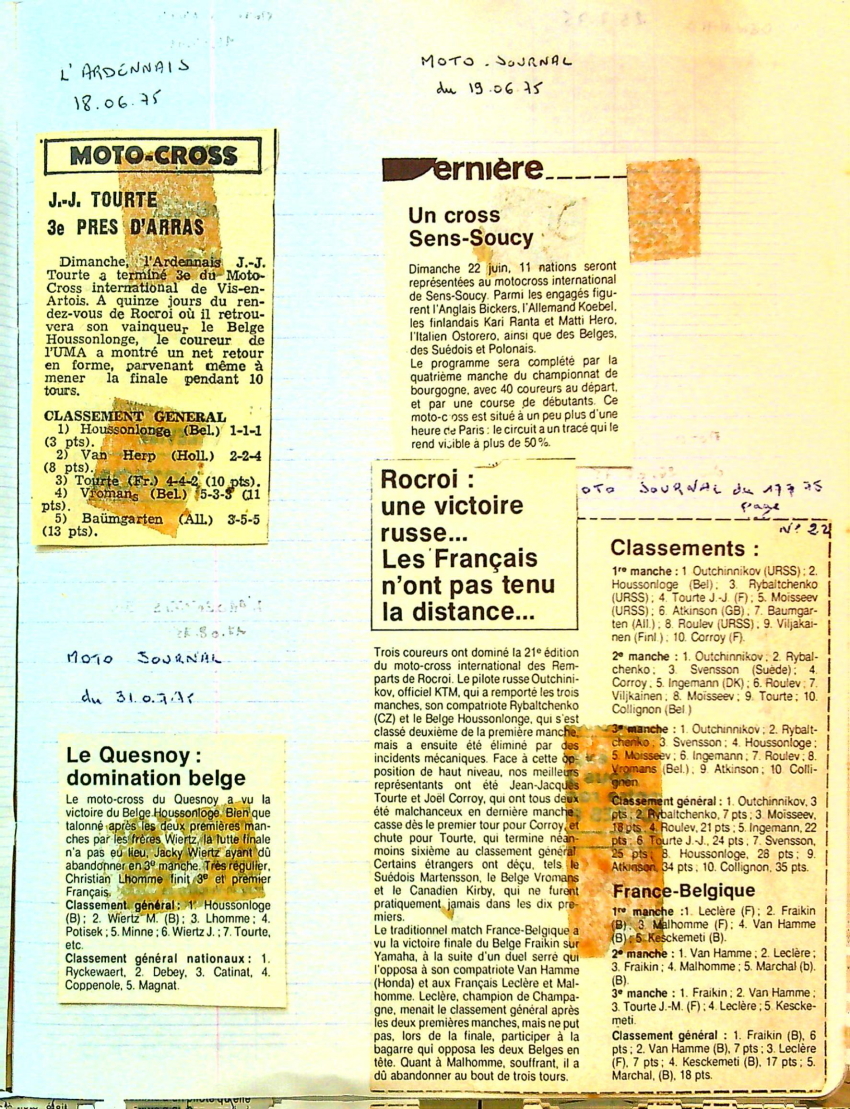 L'ARDENNAIS
18.06.75
MOTO-CROSS
J.-J. TOURTE
3e PRES D'ARRAS
Dimanche, l'Ardennais J.-J.
Tourte a terminé 3e du Moto-
Cross international de Vis-en-
Artois. A quinze jours du ren-
dez-vous de Rocroi où il retrou-
vera son vainqueur le Belge
Houssonlonge, le coureur de
l'UMA a montré un net retour
en forme, parvenant même à
mener la finale pendant 10
tours.
CLASSEMENT GENERAL
1) Houssonlonge (Bel.) 1-1-1
(3 pts).
2) Van Herp (Holl.) 2-2-4
(8 pts).
3) Tourte (Fr.) 4-4-2 (10 pts).
4) Vromans (Bel.) 5-3-3 (11
pts).
5) Baümgarten (All.) 3-5-5
(13 pts).
MOTO JOURNAL
du 31.0.7.75
Le Quesnoy :
domination belge
Le moto-cross du Quesnoy a vu la
victoire du Belge Houssonloge. Bien que
talonné après les deux premières man-
ches par les frères Wiertz, la lutte finale
n'a pas eu lieu, Jacky Wiertz ayant dû
abandonner en 3e manche. Très régulier,
Christian Lhomme finit 3e et premier
Français.
Classement général : 1. Houssonloge
(B) ; 2. Wiertz M. (B) ; 3. Lhomme ; 4.
Potisek ; 5. Minne ; 6. Wiertz J. ; 7. Tourte,
etc.
Classement général nationaux : 1.
Ryckewaert, 2. Debey, 3. Catinat, 4.
Coppenole, 5. Magnat.
MOTO-JOURNAL
du 19.06.75
Dernière
Un cross
Sens-Soucy
Dimanche 22 juin, 11 nations seront
représentées au motocross international
de Sens-Soucy. Parmi les engagés figu-
rent l'Anglais Bickers, l'Allemand Koebel,
les finlandais Kari Ranta et Matti Hero,
l'Italien Ostorero, ainsi que des Belges,
des Suédois et Polonais.
Le programme sera complété par la
quatrième manche du championnat de
bourgogne, avec 40 coureurs au départ,
et par une course de débutants. Ce
moto-cross est situé à un peu plus d'une
heure de Paris : le circuit a un tracé qui le
rend visible à plus de 50 %.
MOTO JOURNAL du 17 7 75
page
N° 22
Rocroi :
une victoire
russe...
Les Français
n'ont pas tenu
la distance...
Trois coureurs ont dominé la 21e édition
du moto-cross international des Rem-
parts de Rocroi. Le pilote russe Outchini-
kov, officiel KTM, qui a remporté les trois
manches, son compatriote Rybaltchenko
(CZ) et le Belge Houssonlonge, qui s'est
classé deuxième de la première manche,
mais a ensuite été éliminé par des
incidents mécaniques. Face à cette op-
position de haut niveau, nos meilleurs
représentants ont été Jean-Jacques
Tourte et Joël Corroy, qui ont tous deux
été malchanceux en dernière manche,
casse dès le premier tour pour Corroy, et
chute pour Tourte, qui termine néan-
moins sixième au classement général
Certains étrangers ont déçu, tels le
Suédois Martensson, le Belge Vromans
et le Canadien Kirby, qui ne furent
pratiquement jamais dans les dix pre-
miers.
Le traditionnel match France-Belgique a
vu la victoire finale du Belge Fraikin sur
Yamaha, à la suite d'un duel serré qui
l'opposa à son compatriote Van Hamme
(Honda) et aux Français Leclère et Mal-
homme. Leclère, champion de Champa-
gne, menait le classement général après
les deux premières manches, mais ne put
pas, lors de la finale, participer à la
bagarre qui opposa les deux Belges en
tête. Quant à Malhomme, souffrant, il a
dû abandonner au bout de trois tours.
Classements :
1re manche : 1 Outchinnikov (URSS) ; 2.
Houssonloge (Bel) ; 3. Rybaltchenko
(URSS) ; 4. Tourte J.-J. (F) ; 5. Moisseev
(URSS) ; 6. Atkinson (GB) ; 7. Baumgar-
ten (All.) ; 8. Roulev (URSS) ; 9. Viljakai-
nen (Finl) ; 10. Corroy (F).
2e manche : 1. Outchinnikov ; 2. Rybal-
chenko ; 3. Svensson (Suède) ; 4.
Corroy ; 5. Ingemann (DK) ; 6. Roulev ; 7.
Viljkainen ; 8. Moisseev ; 9. Tourte ; 10.
Collignon (Bel)
3e manche : 1. Outchinnikov ; 2. Rybalt-
chenko ; 3. Svensson ; 4. Houssonloge ;
5. Moisseev ; 6. Ingemann ; 7. Roulev ; 8.
Vromans (Bel.) ; 9. Atkinson ; 10. Colli-
gnon
Classement général : 1. Outchinnikov, 3
pts ; 2. Rybaltchenko, 7 pts ; 3. Moisseev,
18 pts ; 4. Roulev, 21 pts ; 5. Ingemann, 22
pts ; 6. Tourte J.-J., 24 pts ; 7. Svensson,
25 pts ; 8. Houssonloge, 28 pts ; 9.
Atkinson, 34 pts ; 10. Collignon, 35 pts.
France-Belgique
1re manche : 1. Leclère (F) ; 2. Fraikin
(B) ; 3. Malhomme (F) ; 4. Van Hamme
(B) ; 5. Kesckemeti (B).
2e manche : 1. Van Hamme ; 2. Leclère ;
3. Fraikin ; 4. Malhomme ; 5. Marchal (b).
(B).
3e manche : 1. Fraikin ; 2. Van Hamme ;
3. Tourte J.-M. (F) ; 4. Leclère ; 5. Kescke-
meti.
Classement général : 1. Fraikin (B), 6
pts ; 2. Van Hamme (B), 7 pts ; 3. Leclère
(F), 7 pts ; 4. Kesckemeti (B), 17 pts ; 5.
Marchal, (B), 18 pts.